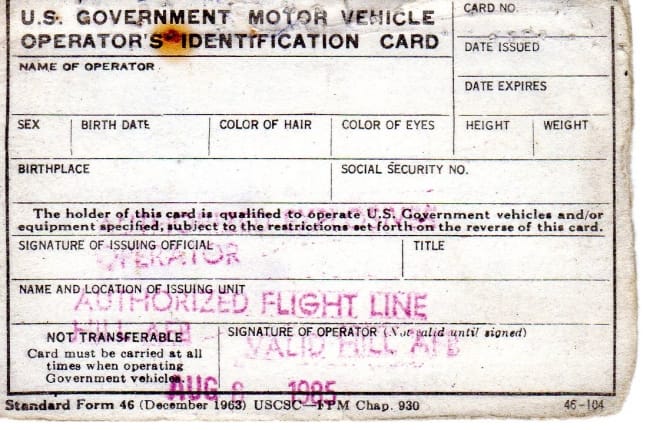 U.S. GOVERNMENT MOTOR VEHICLE
OPERATOR'S IDENTIFICATION CARD
CARD NO.
DATE ISSUED
NAME OF OPERATOR
DATE EXPIRES
SEX BIRTH DATE COLOR OF HAIR COLOR OF EYES HEIGHT WEIGHT
BIRTHPLACE SOCIAL SECURITY NO.
The holder of this card is qualified to operate U.S. Government vehicles and/or
equipment specified, subject to the restrictions set forth on the reverse of this card.
SIGNATURE OF ISSUING OFFICIAL TITLE
OPERATOR
NAME AND LOCATION OF ISSUING UNIT
AUTHORIZED FLIGHT LINE
HILL AFB
NOT TRANSFERABLE
Card must be carried at all
times when operating
Government vehicles.
SIGNATURE OF OPERATOR (Not valid until signed)
VALID HILL AFB
AUG 6 1985
Standard Form 46 (December 1963) USCSC—FPM Chap. 930 46-104